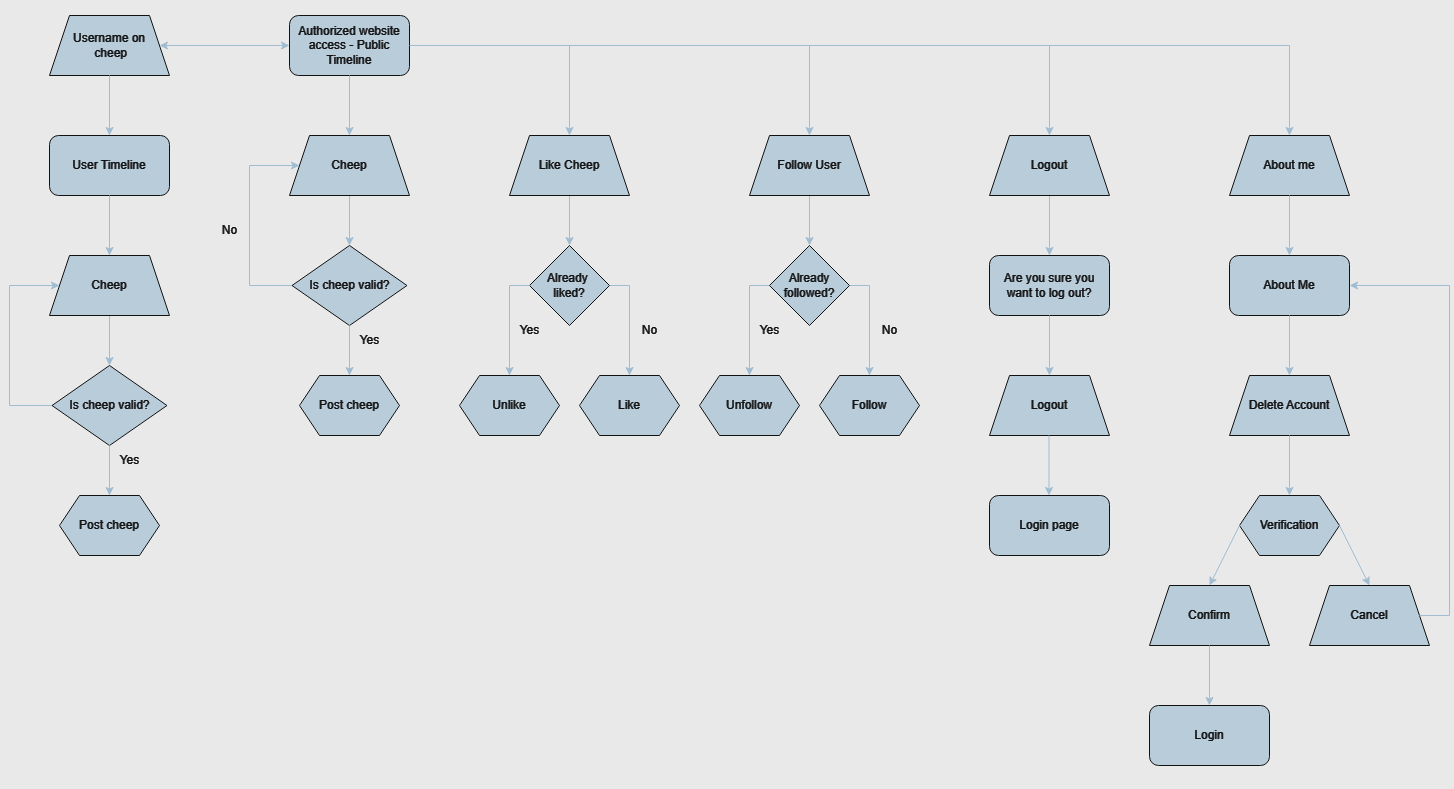 Username on
cheep
Authorized website
access - Public
Timeline
User Timeline
Cheep
Like Cheep
Follow User
Logout
About me
No
Cheep
Is cheep valid?
Already
liked?
Already
followed?
Are you sure you
want to log out?
About Me
Yes
Yes
No
Yes
No
Is cheep valid?
Post cheep
Unlike
Like
Unfollow
Follow
Logout
Delete Account
Yes
Post cheep
Login page
Verification
Confirm
Cancel
Login